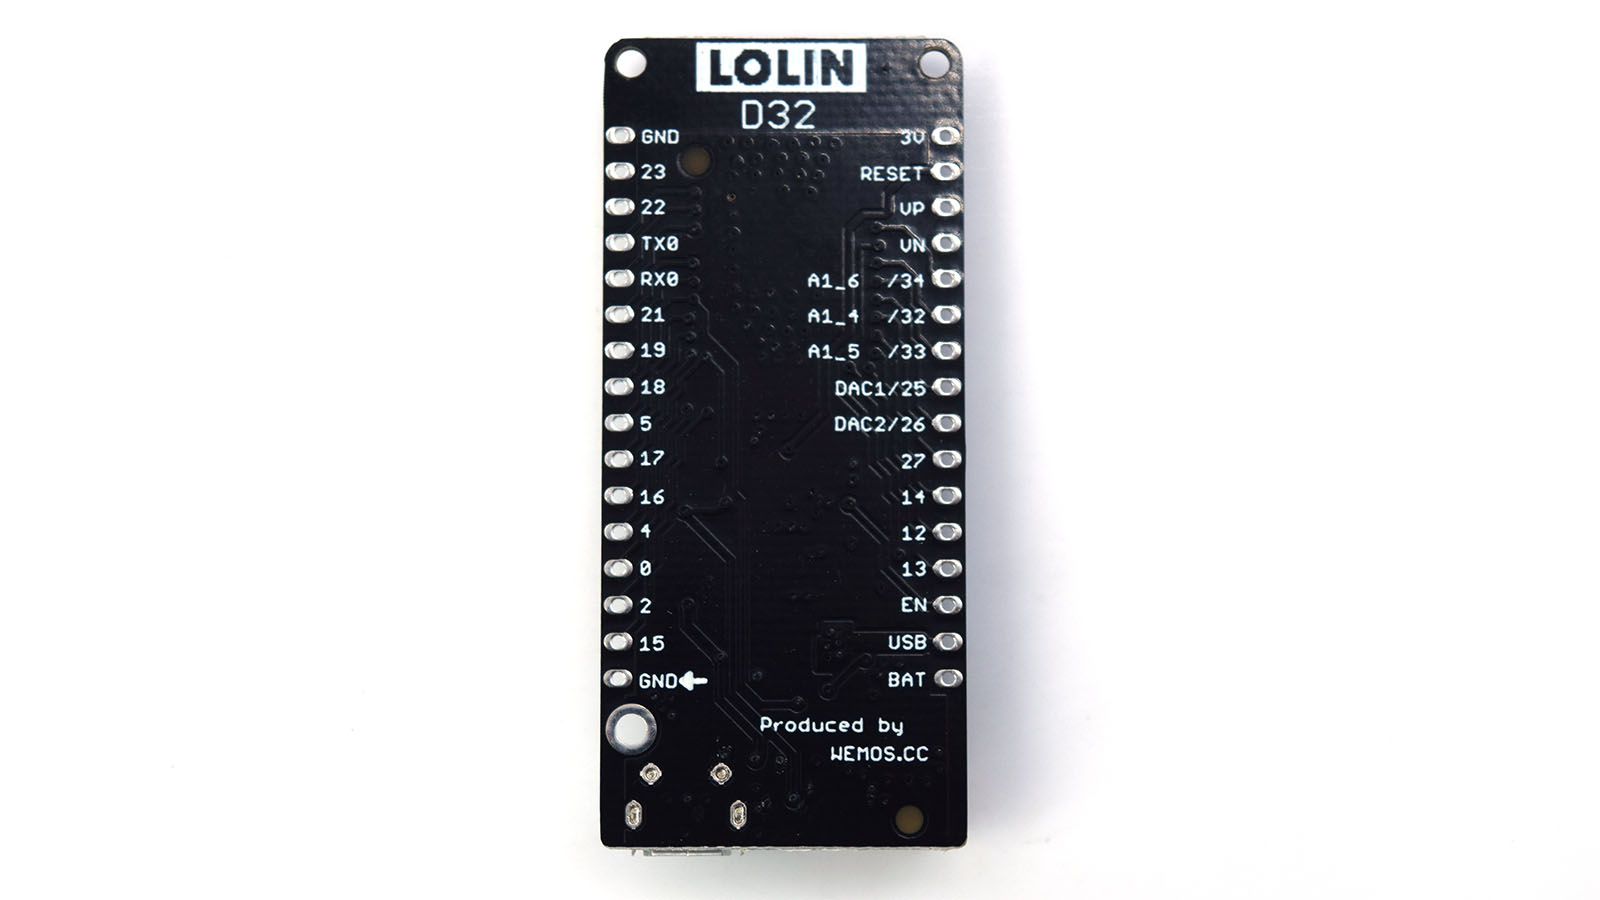 LOLIN
D32
GND 3V
23 RESET
22 VP
TX0 VN
RX0 A1_6 /34
21 A1_4 /32
19 A1_5 /33
18 DAC1/25
5 DAC2/26
17 27
16 14
4 12
0 13
2 EN
15 USB
GND BAT
Produced by
WEMOS.CC